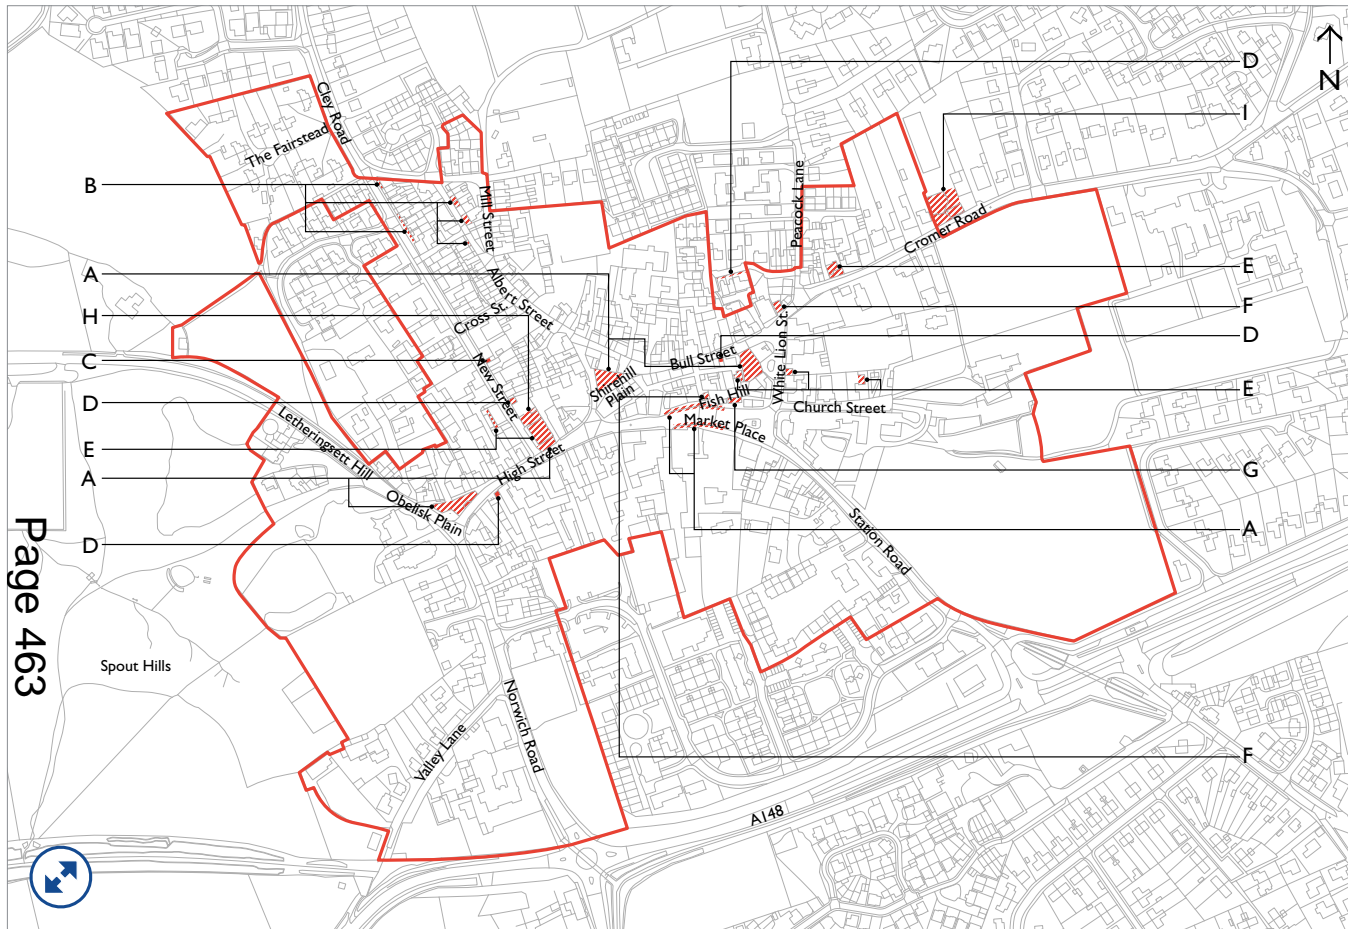 N
D
I
Cley Road
The Fairstead
B
Mill Street
Peacock Lane
Cromer Road
A
E
Albert Street
H
Cross St.
F
White Lion St.
D
Bull Street
C
New Street
Shirehill
Plain
E
D
Fish Hill
Church Street
Letheringsett Hill
Market Place
E
High Street
G
A
Obelisk Plain
A
Station Road
D
Page 463
Spout Hills
Norwich Road
Valley Lane
F
A148